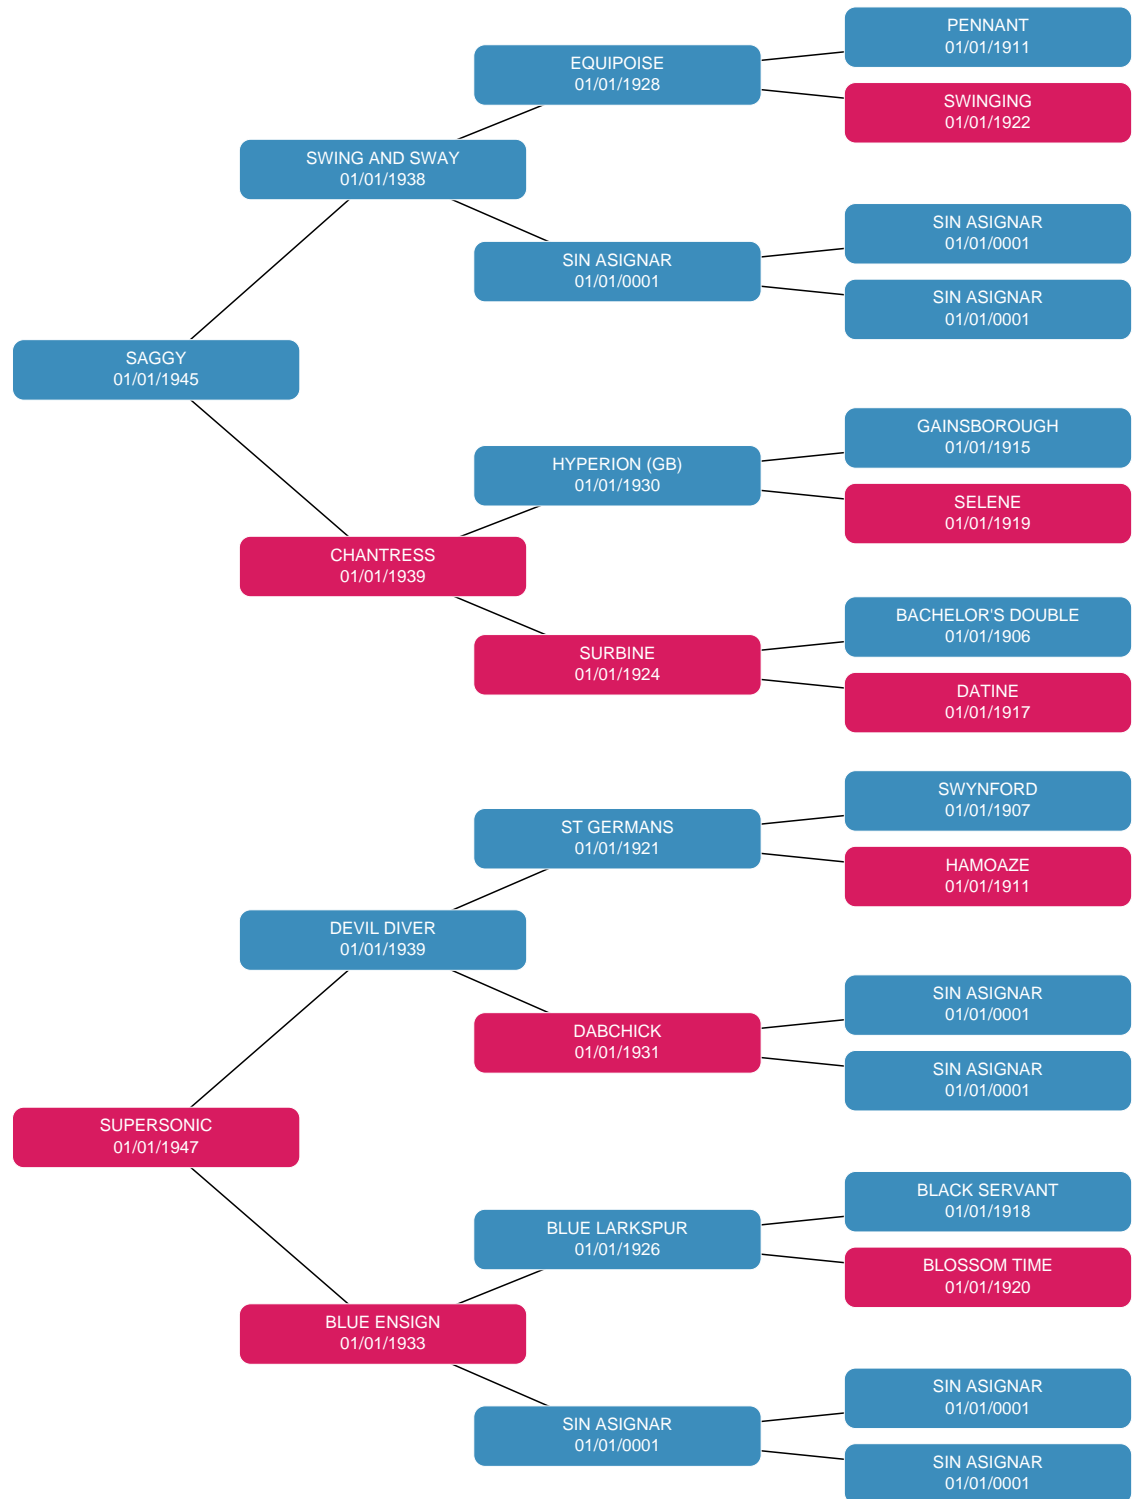 PENNANT
01/01/1911
EQUIPOISE
01/01/1928
SWINGING
01/01/1922
SWING AND SWAY
01/01/1938
SIN ASIGNAR
01/01/0001
SIN ASIGNAR
01/01/0001
SIN ASIGNAR
01/01/0001
SAGGY
01/01/1945
GAINSBOROUGH
01/01/1915
HYPERION (GB)
01/01/1930
SELENE
01/01/1919
CHANTRESS
01/01/1939
BACHELOR'S DOUBLE
01/01/1906
SURBINE
01/01/1924
DATINE
01/01/1917
SWYNFORD
01/01/1907
ST GERMANS
01/01/1921
HAMOAZE
01/01/1911
DEVIL DIVER
01/01/1939
SIN ASIGNAR
01/01/0001
DABCHICK
01/01/1931
SIN ASIGNAR
01/01/0001
SUPERSONIC
01/01/1947
BLACK SERVANT
01/01/1918
BLUE LARKSPUR
01/01/1926
BLOSSOM TIME
01/01/1920
BLUE ENSIGN
01/01/1933
SIN ASIGNAR
01/01/0001
SIN ASIGNAR
01/01/0001
SIN ASIGNAR
01/01/0001